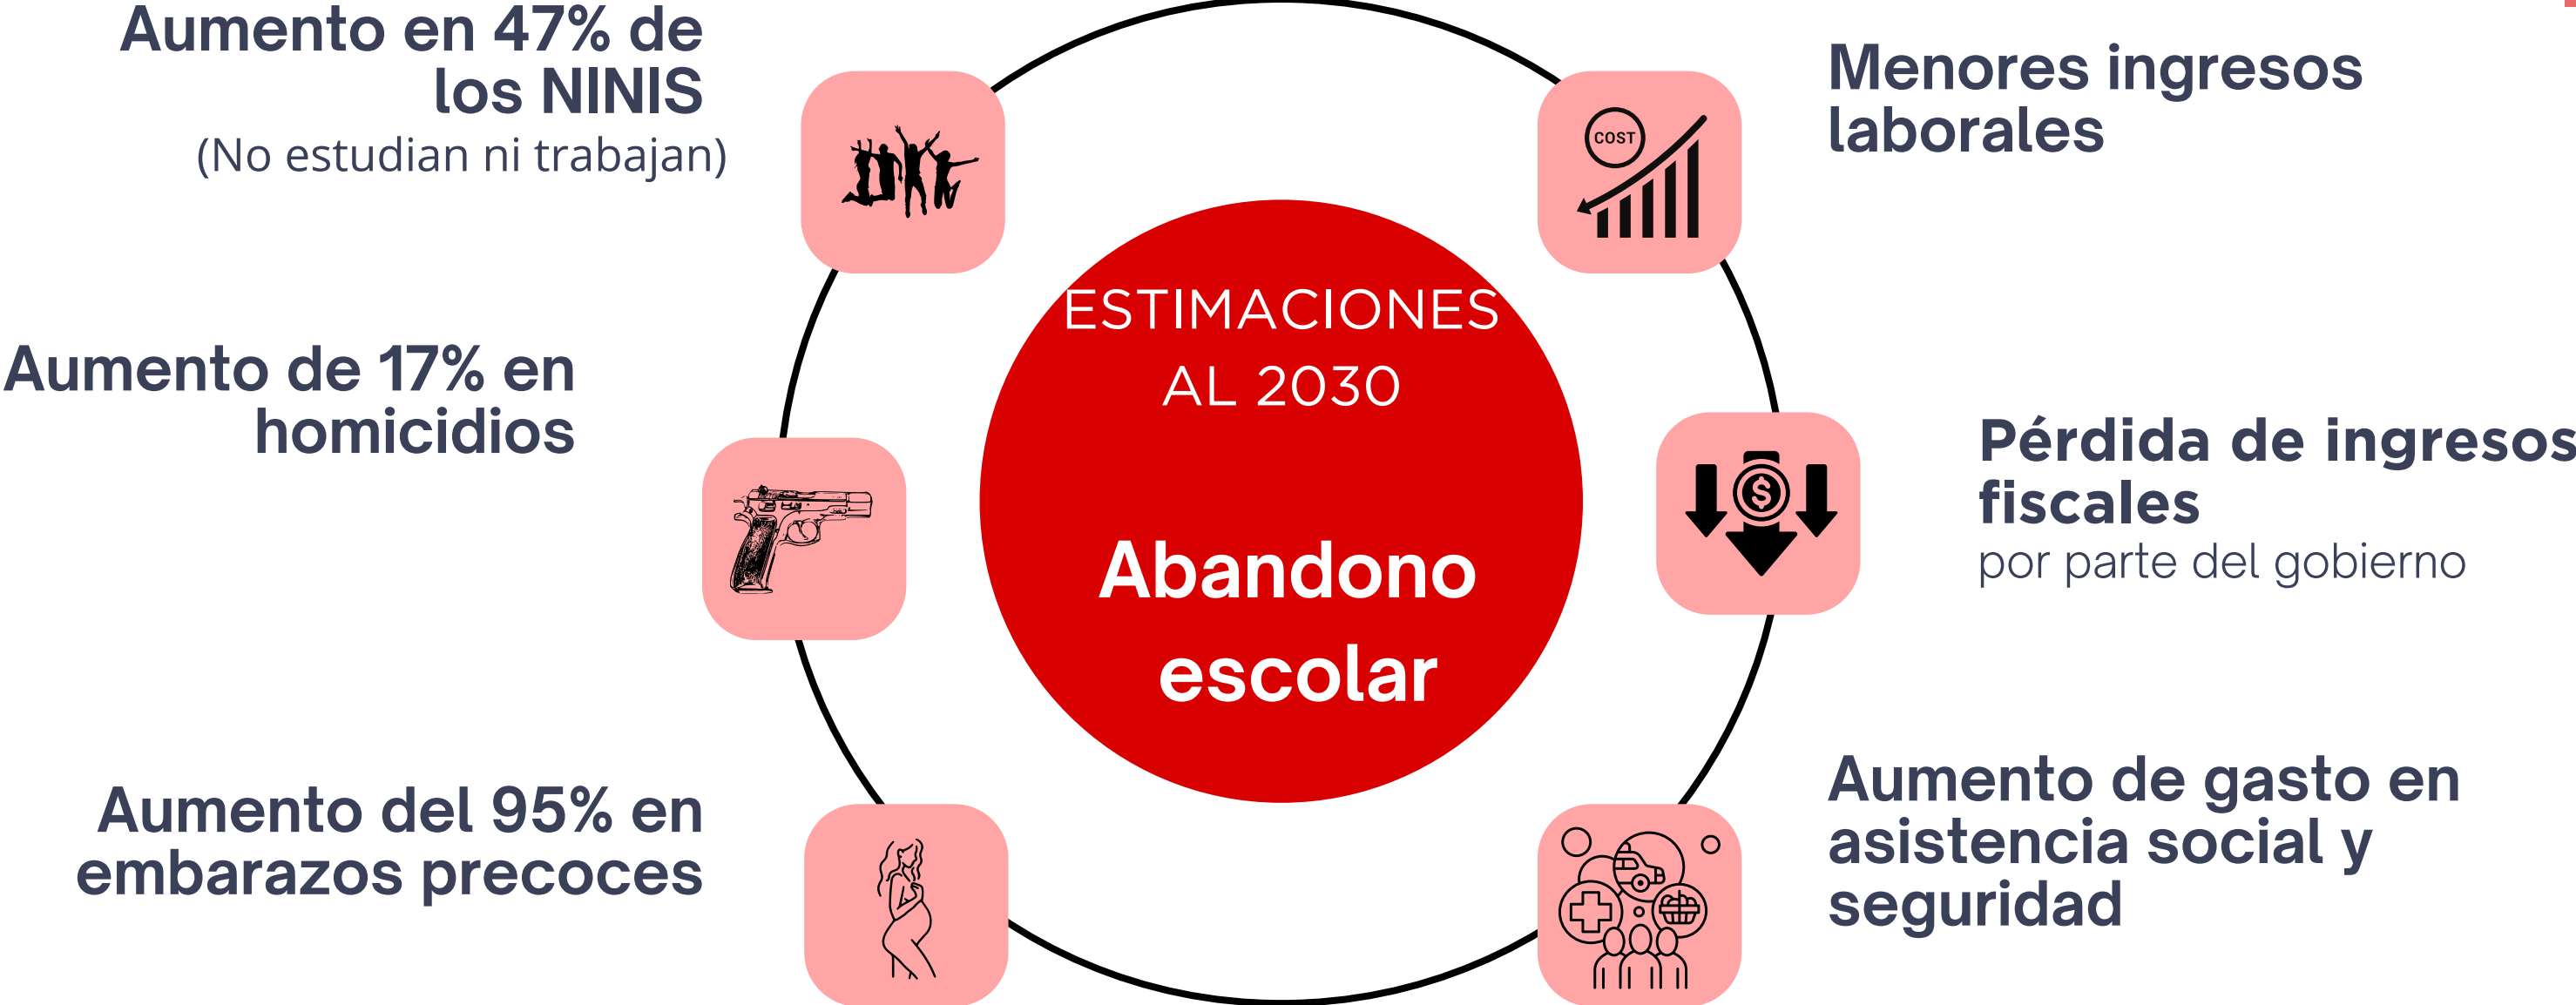 Aumento en 47% de
los NINIS
(No estudian ni trabajan)
Aumento de 17% en
homicidios
Aumento del 95% en
embarazos precoces
ESTIMACIONES
AL 2030
Abandono
escolar
COST
Menores ingresos
laborales
$
Pérdida de ingresos
fiscales
por parte del gobierno
Aumento de gasto en
asistencia social y
seguridad